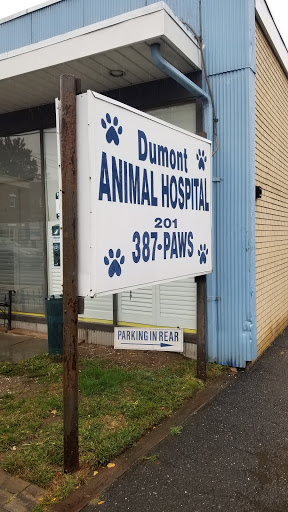 Dumont
ANIMAL HOSPITAL
201
387-PAWS
PARKING IN REAR